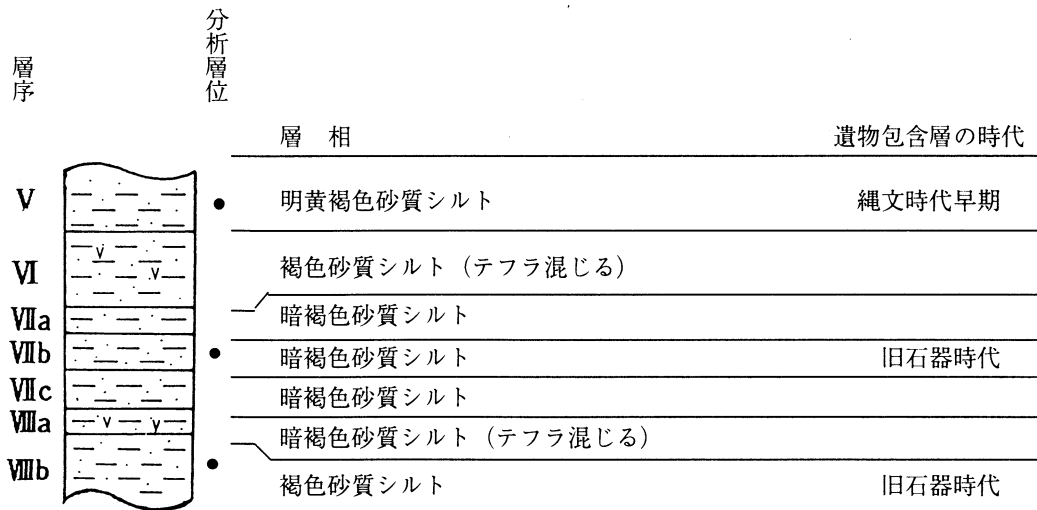 層序
分析層位
層 相 遺物包含層の時代
Ⅴ 明黄褐色砂質シルト 縄文時代早期
Ⅵ 褐色砂質シルト（テフラ混じる）
Ⅶa 暗褐色砂質シルト
Ⅶb 暗褐色砂質シルト 旧石器時代
Ⅶc 暗褐色砂質シルト
Ⅷa 暗褐色砂質シルト（テフラ混じる）
Ⅷb 褐色砂質シルト 旧石器時代